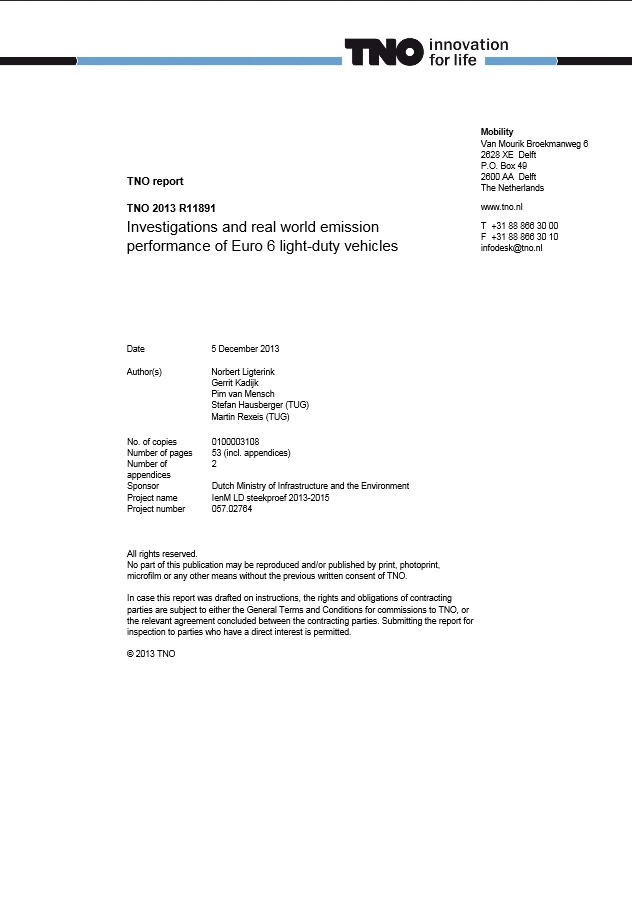 TNO innovation
for life
Mobility
Van Mourik Broekmanweg 6
2628 XE Delft
P.O. Box 49
2600 AA Delft
The Netherlands
www.tno.nl
T +31 88 866 30 00
F +31 88 866 30 10
infodesk@tno.nl
TNO report
TNO 2013 R11891
Investigations and real world emission
performance of Euro 6 light-duty vehicles
Date 5 December 2013
Author(s) Norbert Ligterink
Gerrit Kadijk
Pim van Mensch
Stefan Hausberger (TUG)
Martin Rexeis (TUG)
No. of copies 0100003108
Number of pages 53 (incl. appendices)
Number of 2
appendices
Sponsor Dutch Ministry of Infrastructure and the Environment
Project name IenM LD steekproef 2013-2015
Project number 057.02764
All rights reserved.
No part of this publication may be reproduced and/or published by print, photoprint,
microfilm or any other means without the previous written consent of TNO.
In case this report was drafted on instructions, the rights and obligations of contracting
parties are subject to either the General Terms and Conditions for commissions to TNO, or
the relevant agreement concluded between the contracting parties. Submitting the report for
inspection to parties who have a direct interest is permitted.
© 2013 TNO